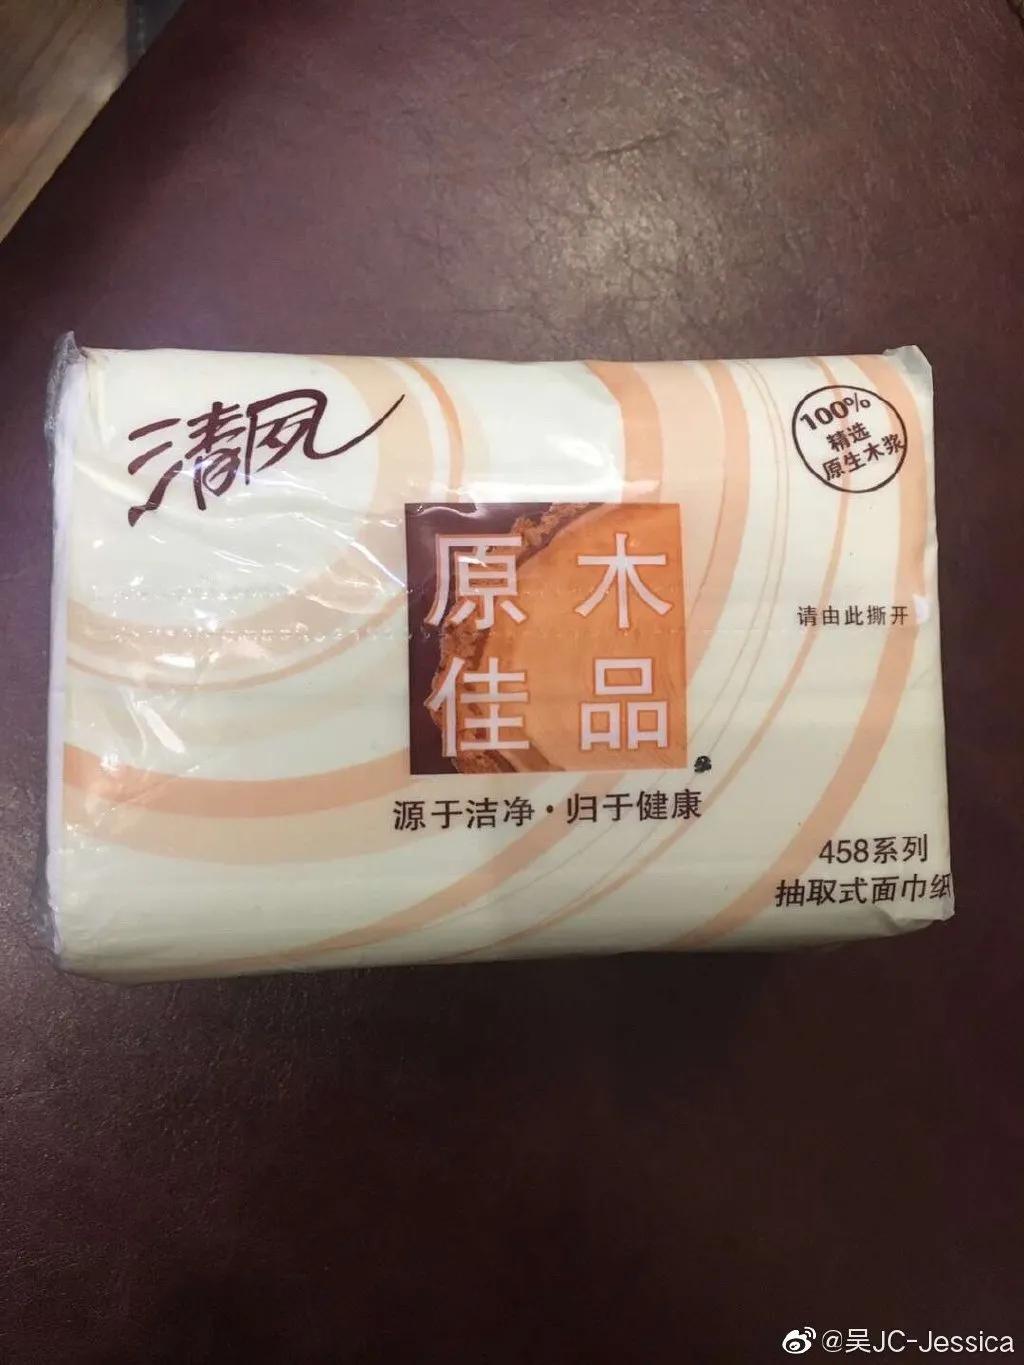 清风
100%
精选
原生木浆
原木
佳品
请由此撕开
源于洁净·归于健康
458系列
抽取式面巾纸
@吴JC-Jessica